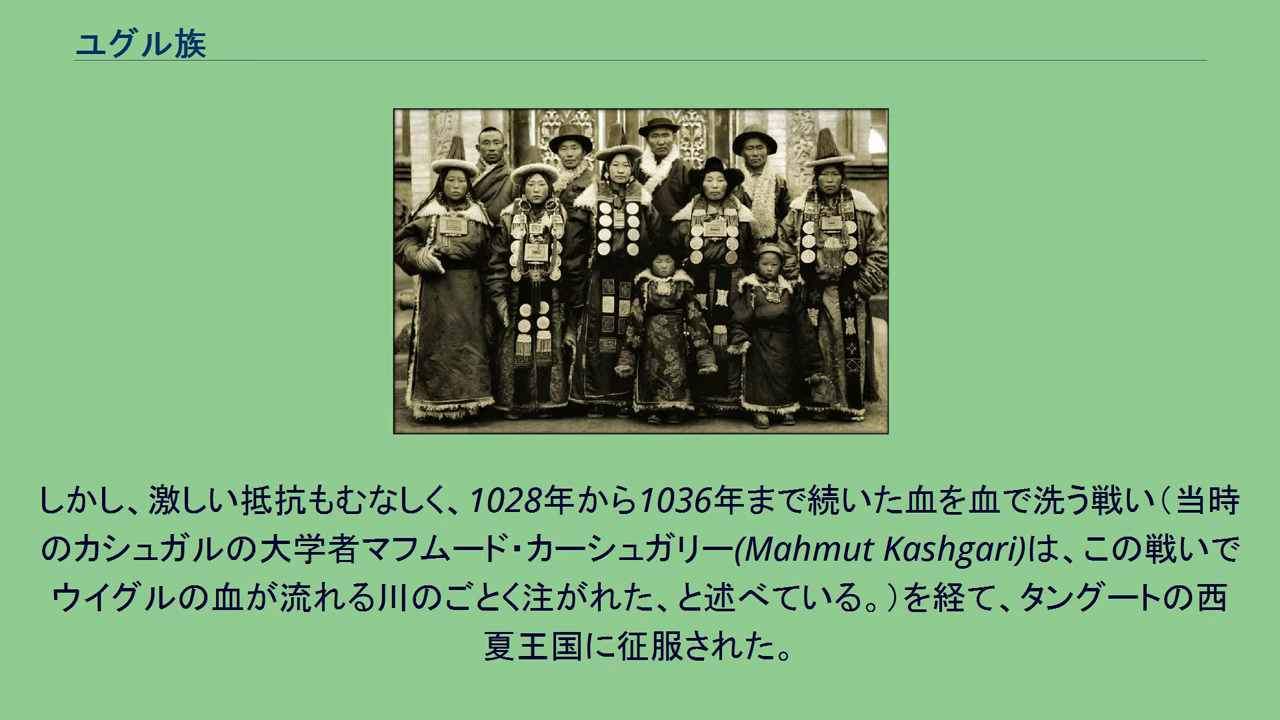 ユグル族
しかし、激しい抵抗もむなしく、1028年から1036年まで続いた血を血で洗う戦い（当時
のカシュガルの大学者マフムード・カーシュガリー(Mahmut Kashgari)は、この戦いで
ウイグルの血が流れる川のごとく注がれた、と述べている。）を経て、タングートの西
夏王国に征服された。